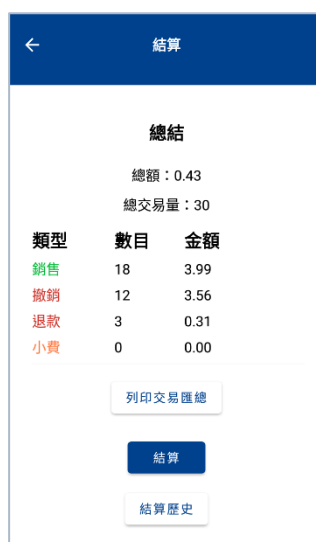 結算
總結
總額：0.43
總交易量：30
類型 數目 金額
銷售 18 3.99
撤銷 12 3.56
退款 3 0.31
小費 0 0.00
列印交易匯總
結算
結算歷史